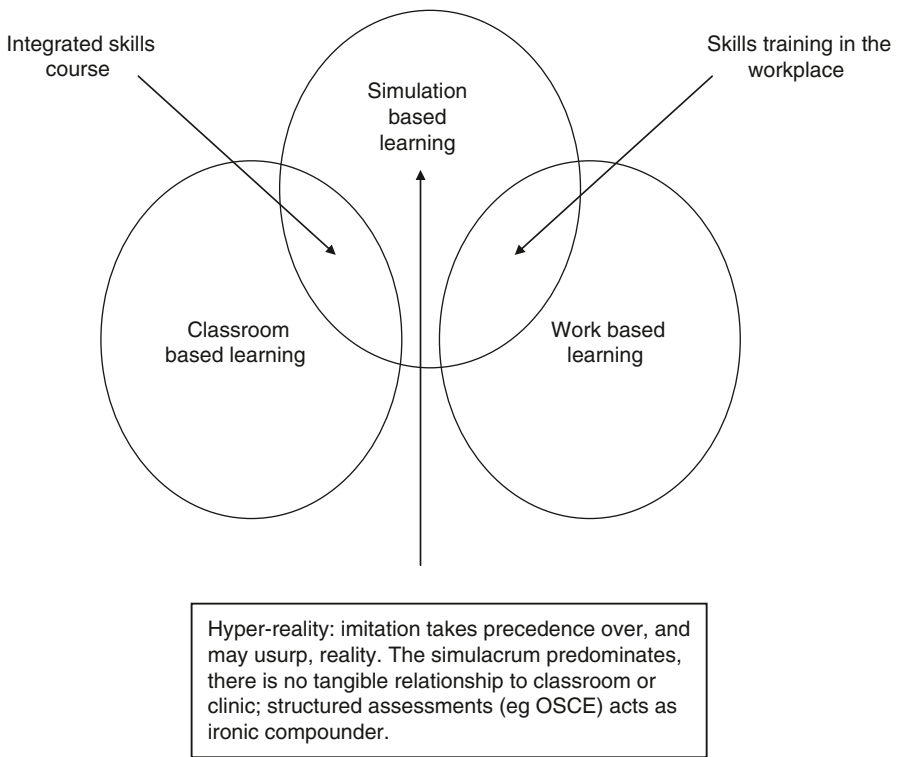 Integrated skills
course
Skills training in the
workplace
Simulation
based
learning
Classroom
based learning
Work based
learning
Hyper-reality: imitation takes precedence over, and
may usurp, reality. The simulacrum predominates,
there is no tangible relationship to classroom or
clinic; structured assessments (eg OSCE) acts as
ironic compounder.